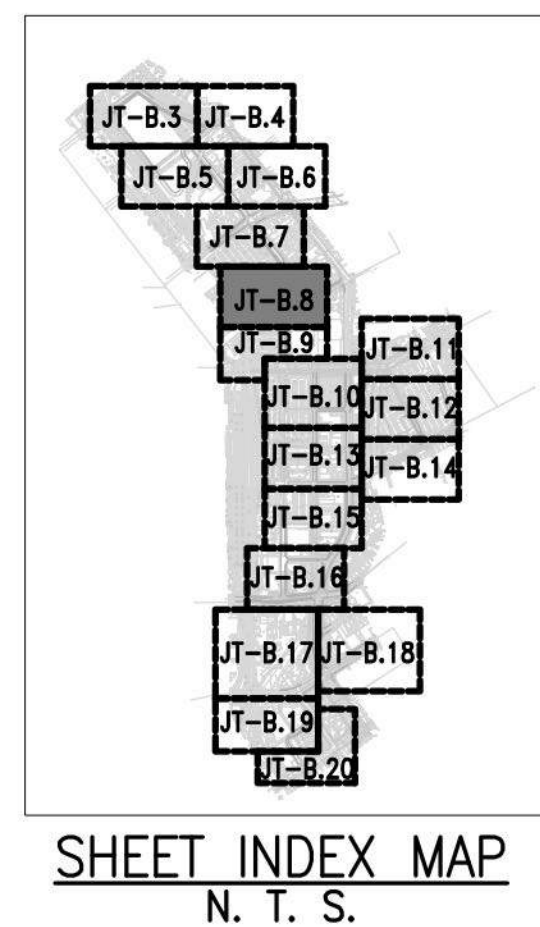 JT-B.3 JT-B.4
JT-B.5 JT-B.6
JT-B.7
JT-B.8
JT-B.9
JT-B.11
JT-B.10
JT-B.12
JT-B.13
JT-B.14
JT-B.15
JT-B.16
JT-B.17 JT-B.18
JT-B.19
JT-B.20
SHEET INDEX MAP
N. T. S.